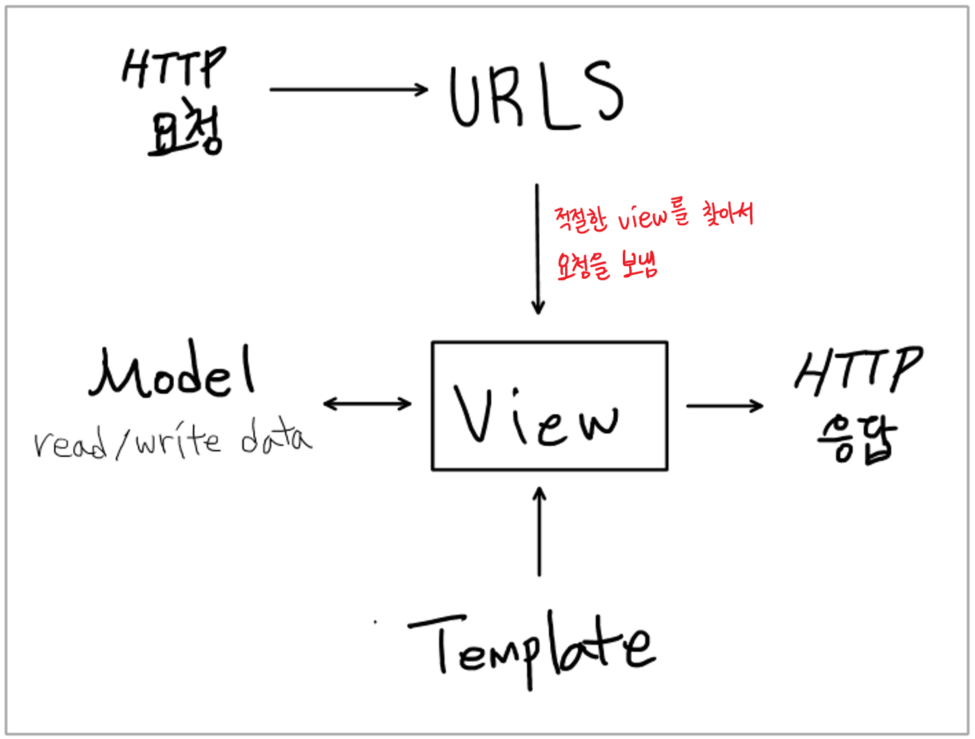 HTTP
요청
URLS
적절한 view를 찾아서
요청을 보냄
Model
read/write data
View
HTTP
응답
Template